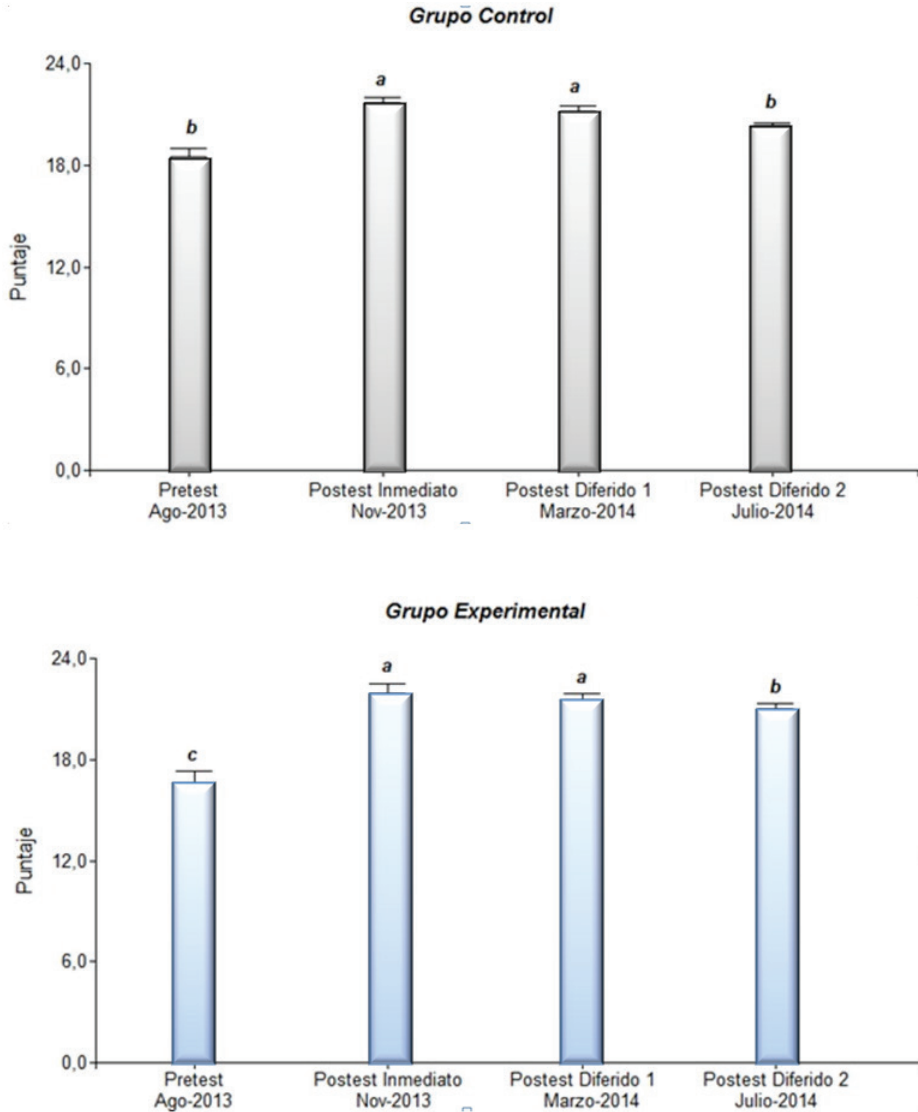 Grupo Control
24,0
18,0
12,0
6,0
0,0
Puntaje
b
a
a
b
Pretest
Ago-2013
Postest Inmediato
Nov-2013
Postest Diferido 1
Marzo-2014
Postest Diferido 2
Julio-2014
Grupo Experimental
24,0
18,0
12,0
6,0
0,0
Puntaje
c
a
a
b
Pretest
Ago-2013
Postest Inmediato
Nov-2013
Postest Diferido 1
Marzo-2014
Postest Diferido 2
Julio-2014